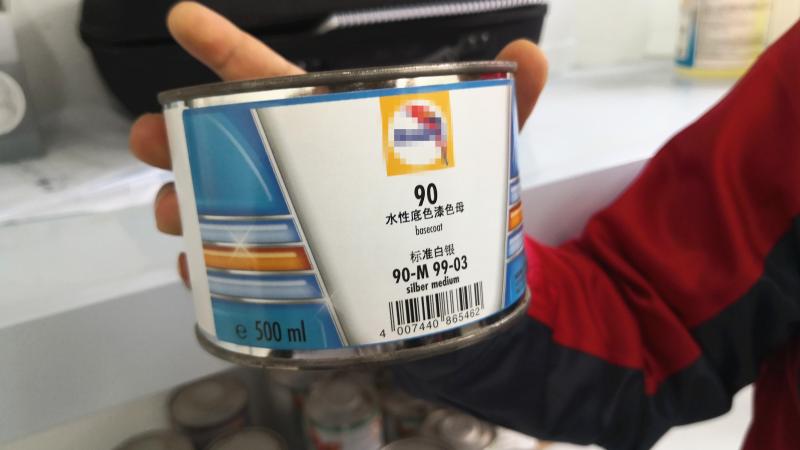 90
水性底色漆色母
basecoat
标准白银
90-M 99-03
silber medium
4 007440 865462
e 500 ml